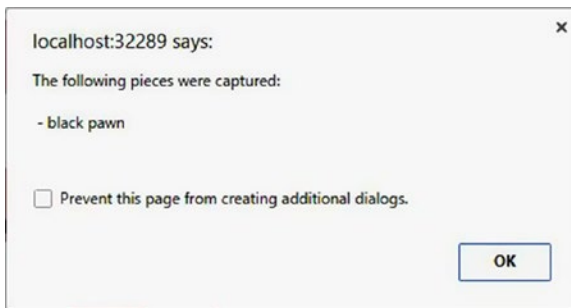 localhost:32289 says:
The following pieces were captured:
- black pawn
Prevent this page from creating additional dialogs.
OK